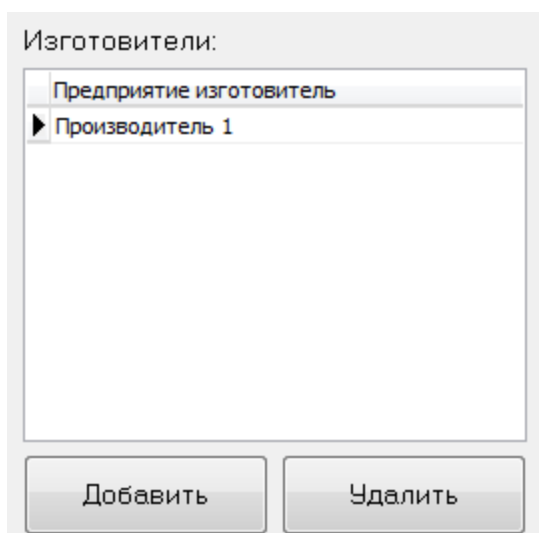 Изготовители:
Предприятие изготовитель
Производитель 1
Добавить
Удалить